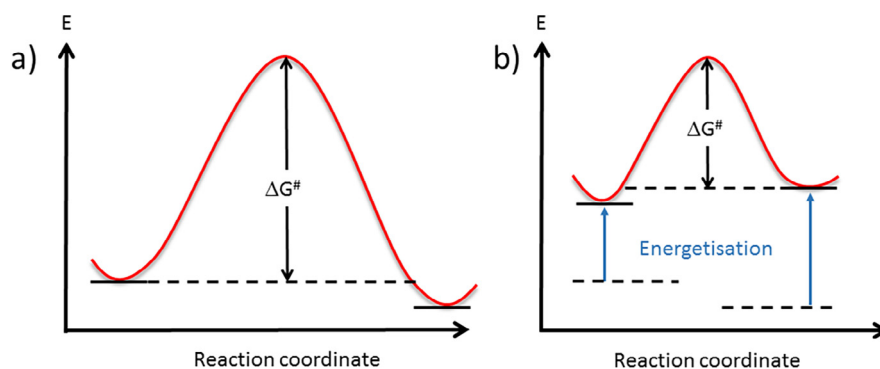 a)
E
ΔG#
Reaction coordinate
b)
E
ΔG#
Energetisation
Reaction coordinate